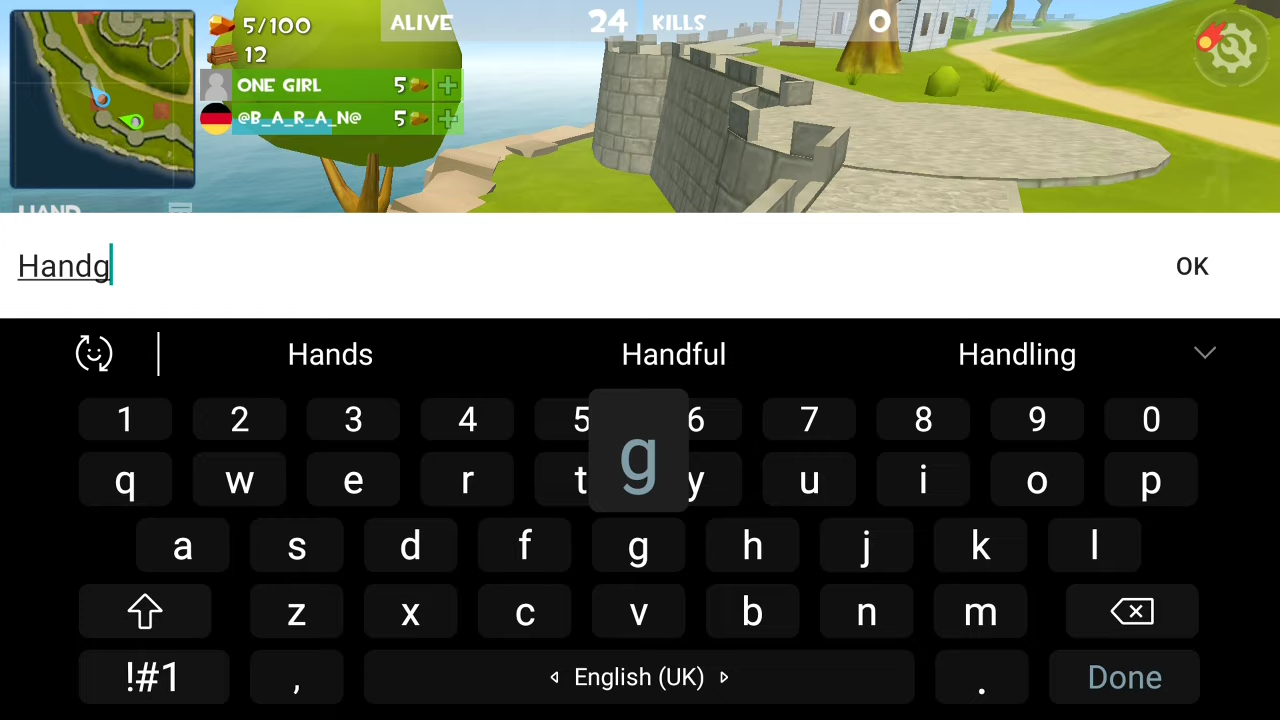 5/100
ALIVE 24 KILLS 0
12
ONE GIRL 5
@B_A_R_A_N@ 5
HAND
Handg
OK
Hands Handful Handling
1 2 3 4 5 6 7 8 9 0
g
q w e r t y u i o p
a s d f g h j k l
z x c v b n m
!#1 , English (UK) . Done